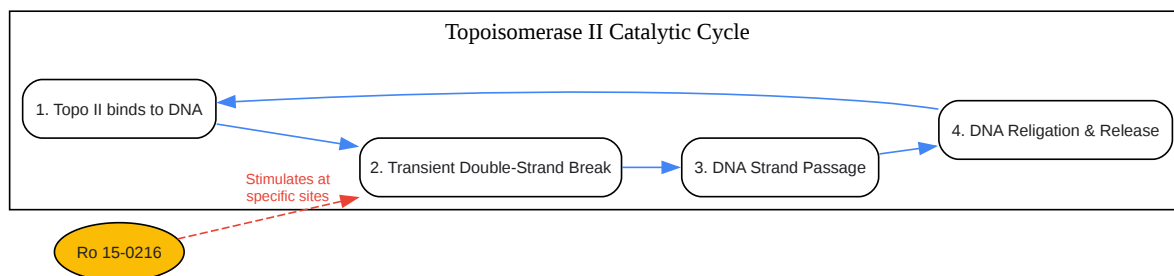 Topoisomerase II Catalytic Cycle
1. Topo II binds to DNA
2. Transient Double-Strand Break
3. DNA Strand Passage
4. DNA Religation & Release
Stimulates at
specific sites
Ro 15-0216